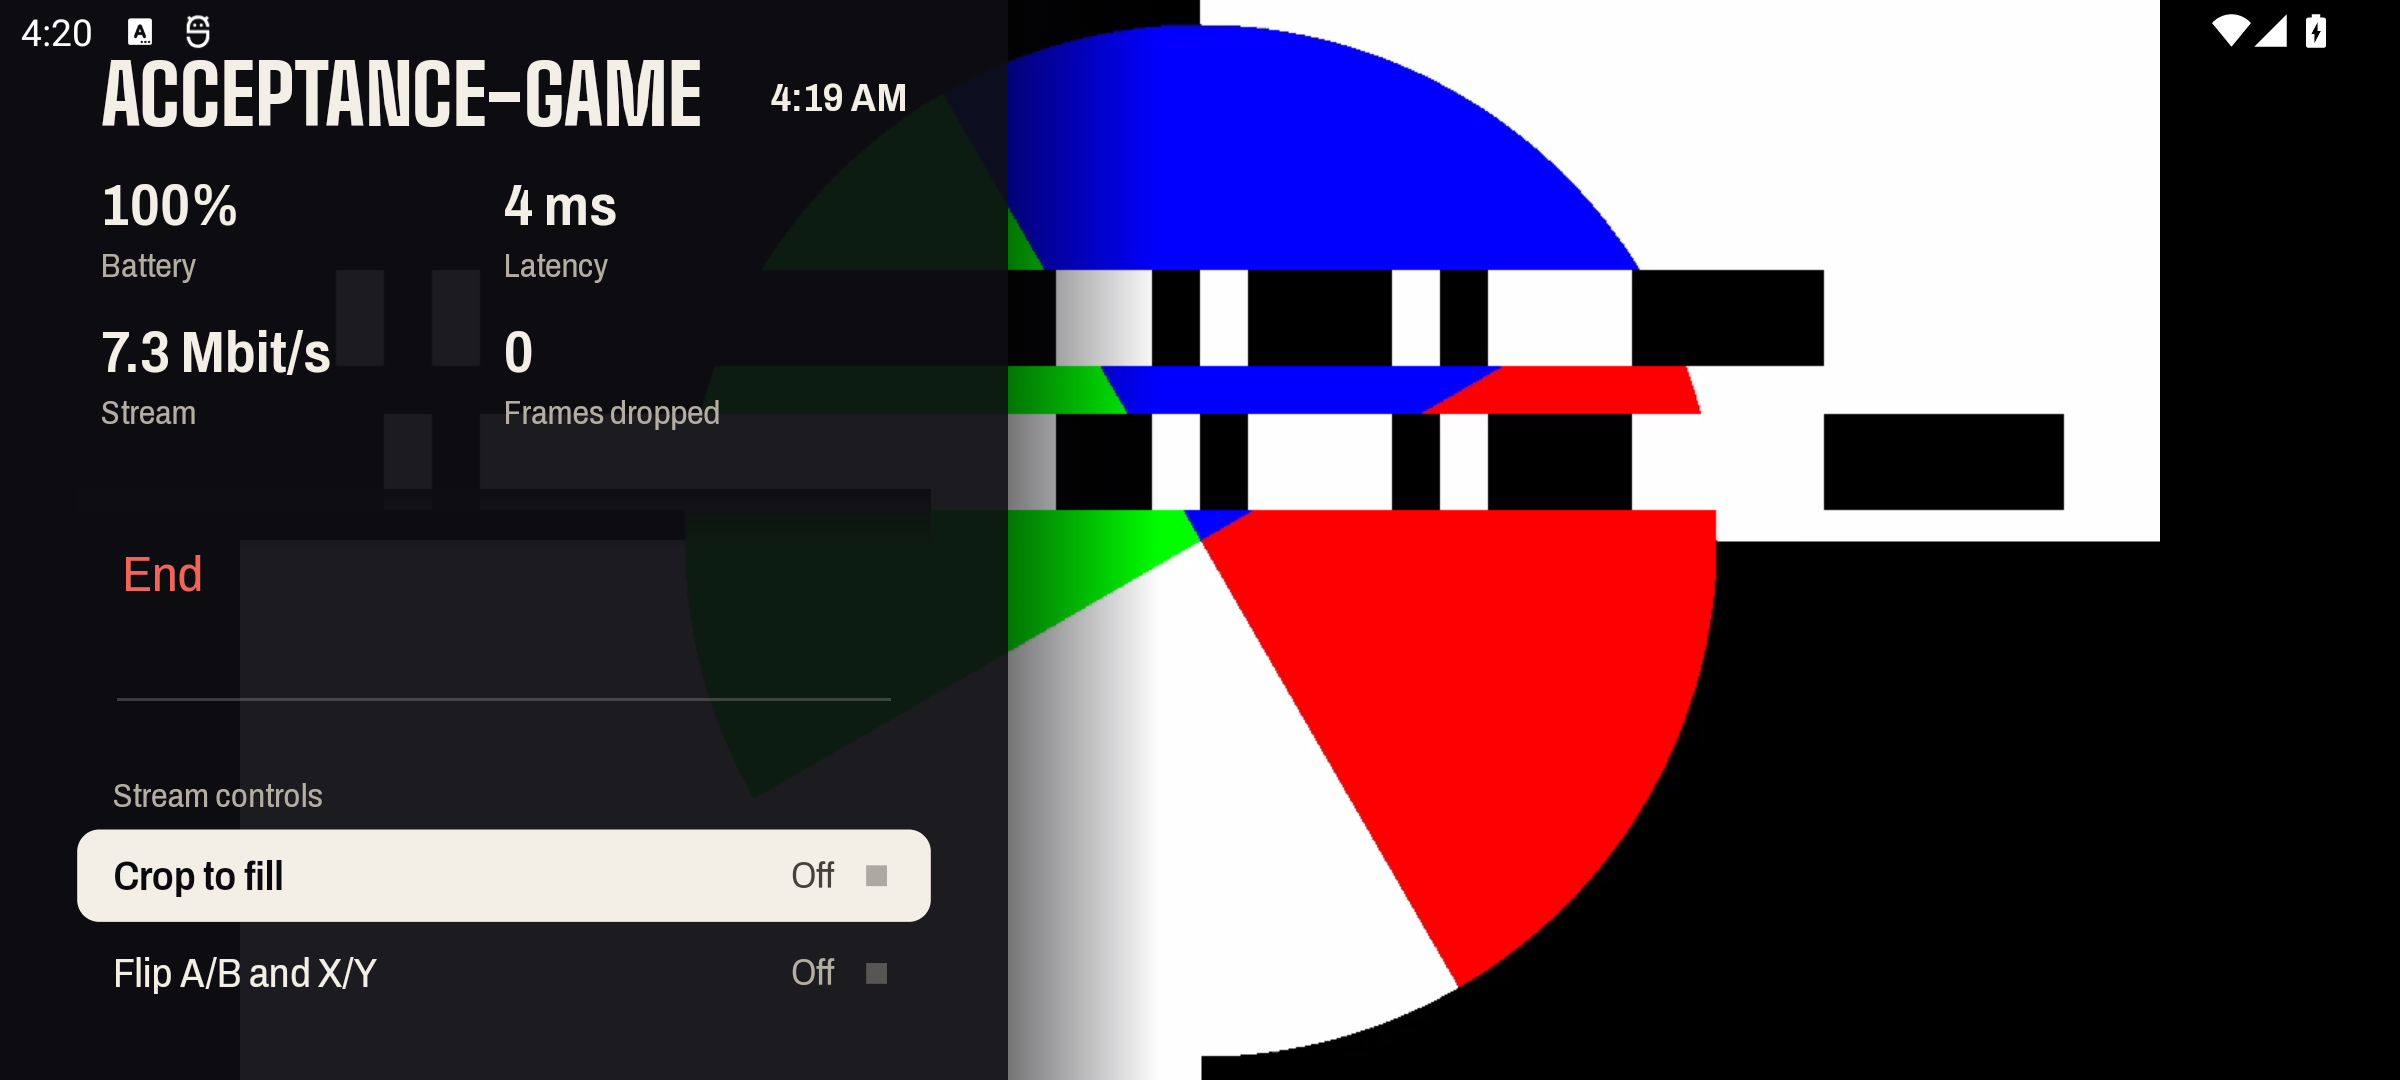 4:20
ACCEPTANCE-GAME
4:19 AM
100%
4 ms
Battery
Latency
7.3 Mbit/s
0
Stream
Frames dropped
End
Stream controls
Crop to fill
Off
Flip A/B and X/Y
Off